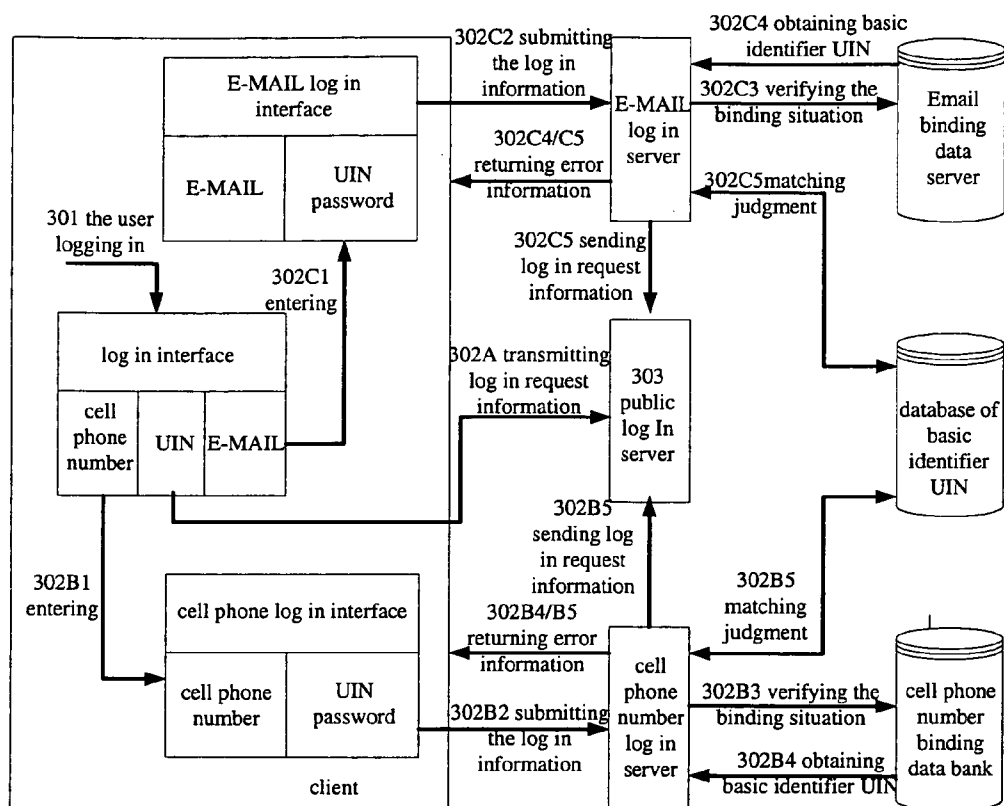 302C2 submitting
the log in
information
302C4 obtaining basic
identifier UIN
302C3 verifying the
binding situation
E-MAIL log in
interface
E-MAIL
UIN
password
E-MAIL
log in
server
Email
binding
data
server
302C4/C5
returning error
information
302C5matching
judgment
301 the user
logging in
302C1
entering
302C5 sending
log in request
information
log in interface
cell
phone
number
UIN
E-MAIL
302A transmitting
log in request
information
303
public
log In
server
database of
basic
identifier
UIN
302B5
sending log
in request
information
302B1
entering
302B5
matching
judgment
cell phone log in interface
cell phone
number
UIN
password
302B4/B5
returning error
information
302B2 submitting
the log in
information
cell
phone
number
log in
server
302B3 verifying the
binding situation
302B4 obtaining
basic identifier UIN
cell phone
number
binding
data bank
client